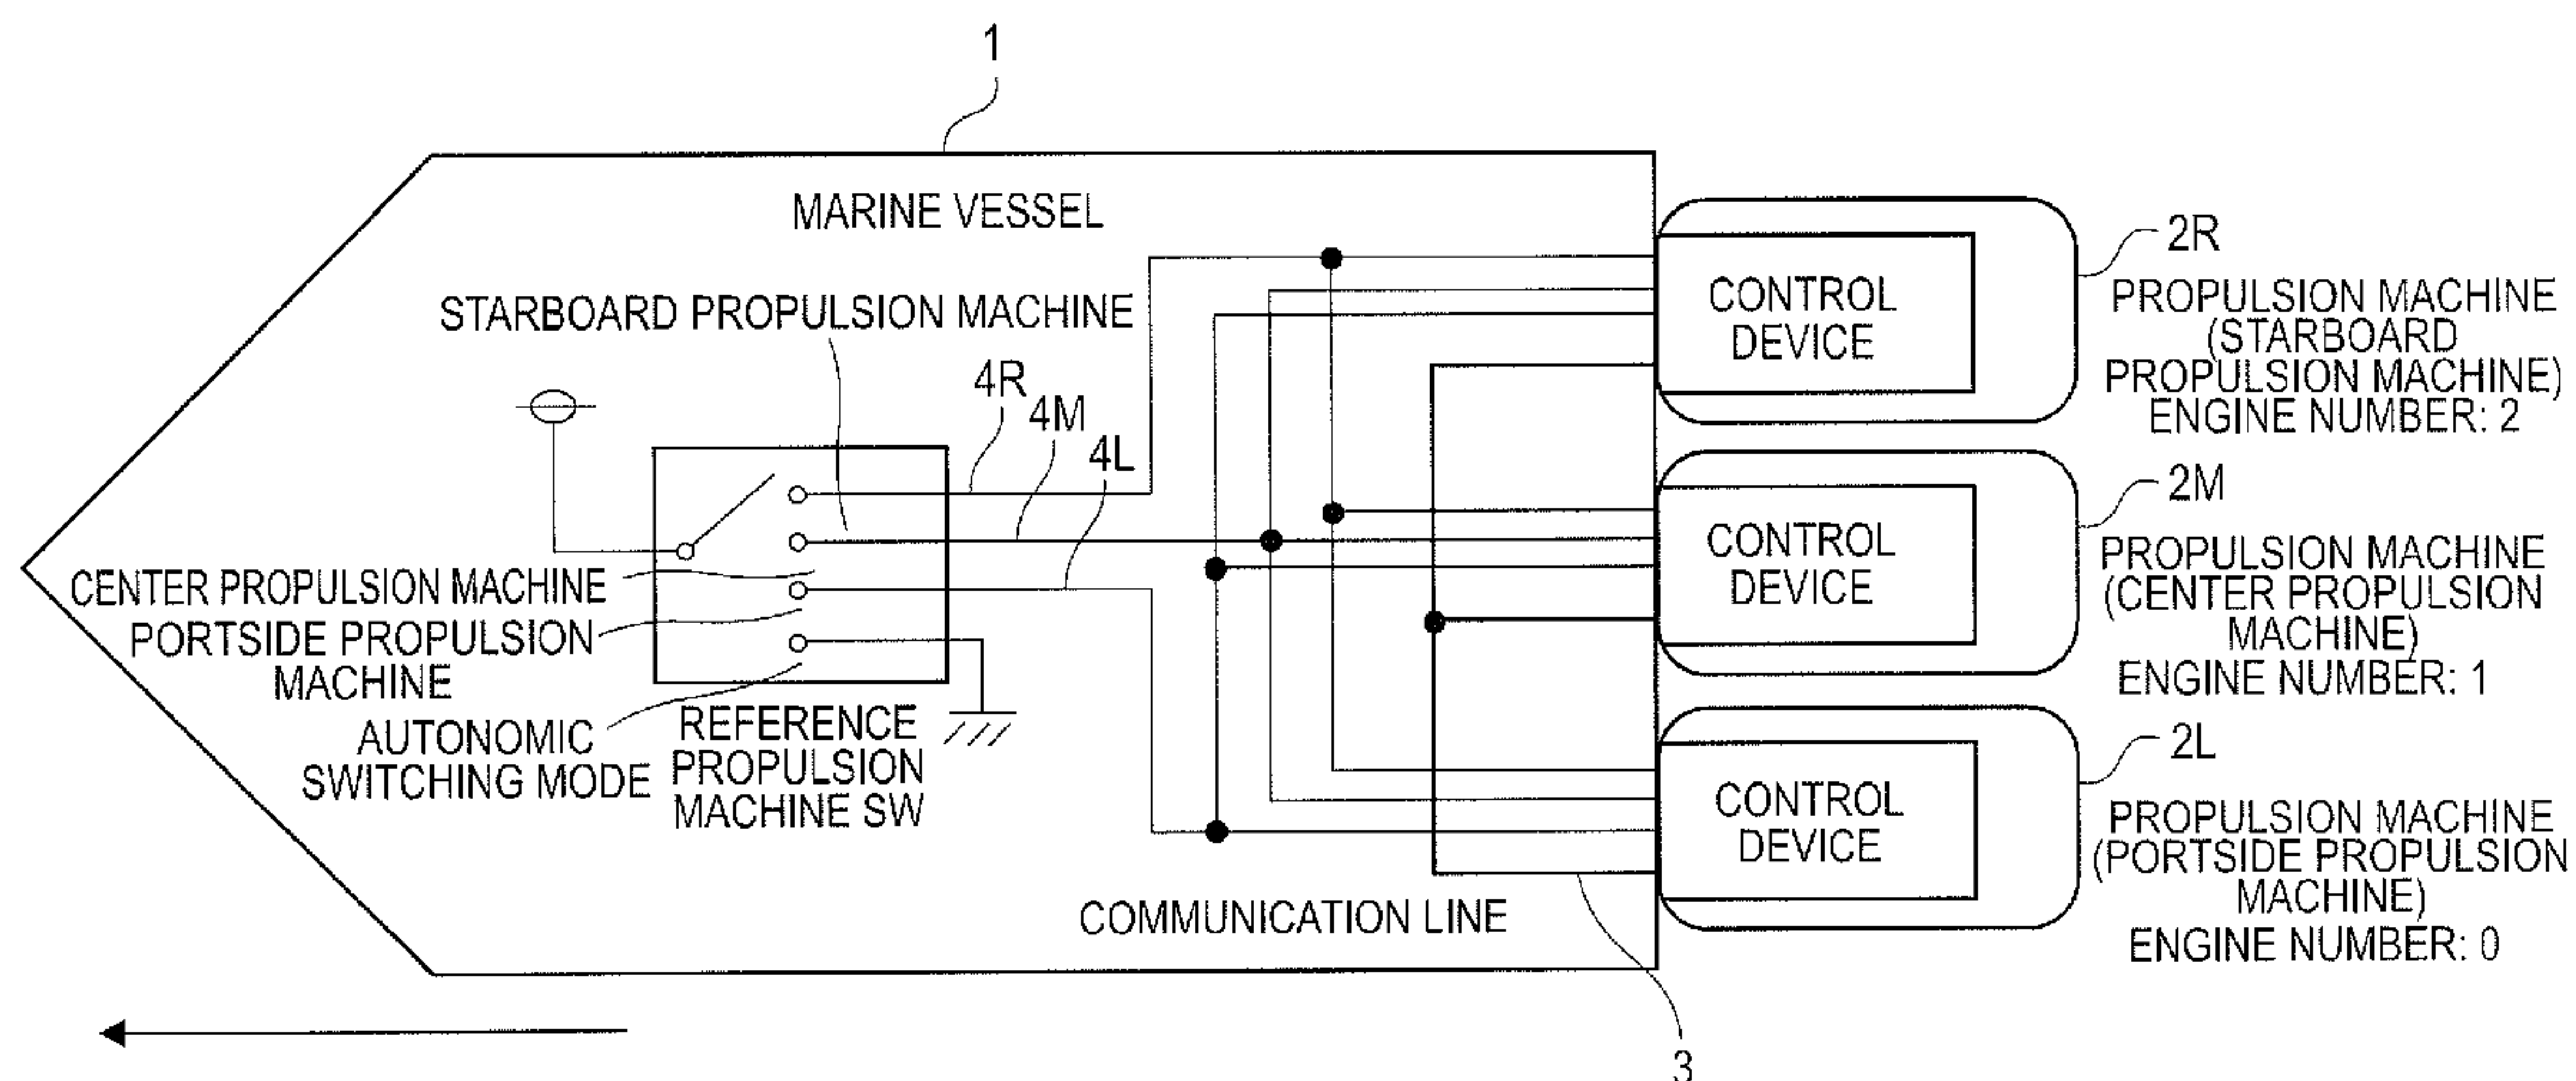 1
MARINE VESSEL
STARBOARD PROPULSION MACHINE
4R
4M
4L
CENTER PROPULSION MACHINE
PORTSIDE PROPULSION
MACHINE
AUTONOMIC
SWITCHING MODE
REFERENCE
PROPULSION
MACHINE SW
COMMUNICATION LINE
3
CONTROL
DEVICE
2R
PROPULSION MACHINE
(STARBOARD
PROPULSION MACHINE)
ENGINE NUMBER: 2
CONTROL
DEVICE
2M
PROPULSION MACHINE
(CENTER PROPULSION
MACHINE)
ENGINE NUMBER: 1
CONTROL
DEVICE
2L
PROPULSION MACHINE
(PORTSIDE PROPULSION
MACHINE)
ENGINE NUMBER: 0